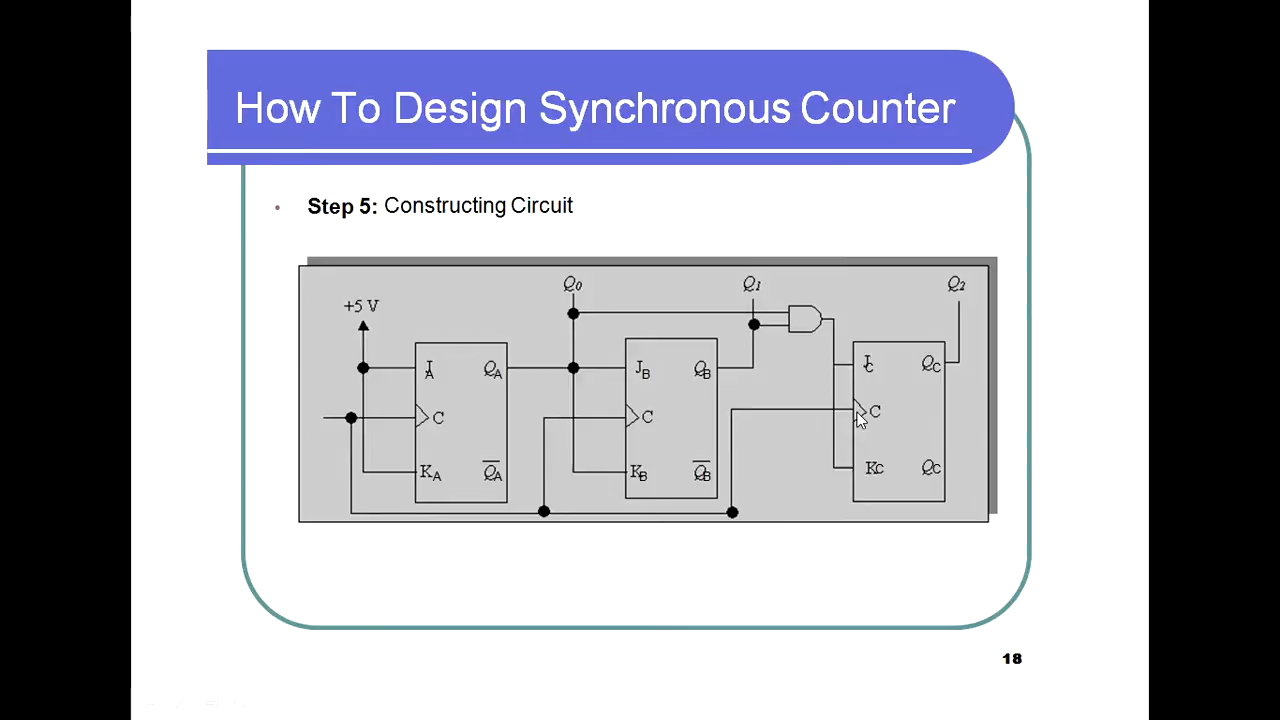 How To Design Synchronous Counter
• Step 5: Constructing Circuit
Q0 Q1 Q2
+5 V
JA QA JB QB JC QC
C C C
KA Q̅A KB Q̅B KC QC
18